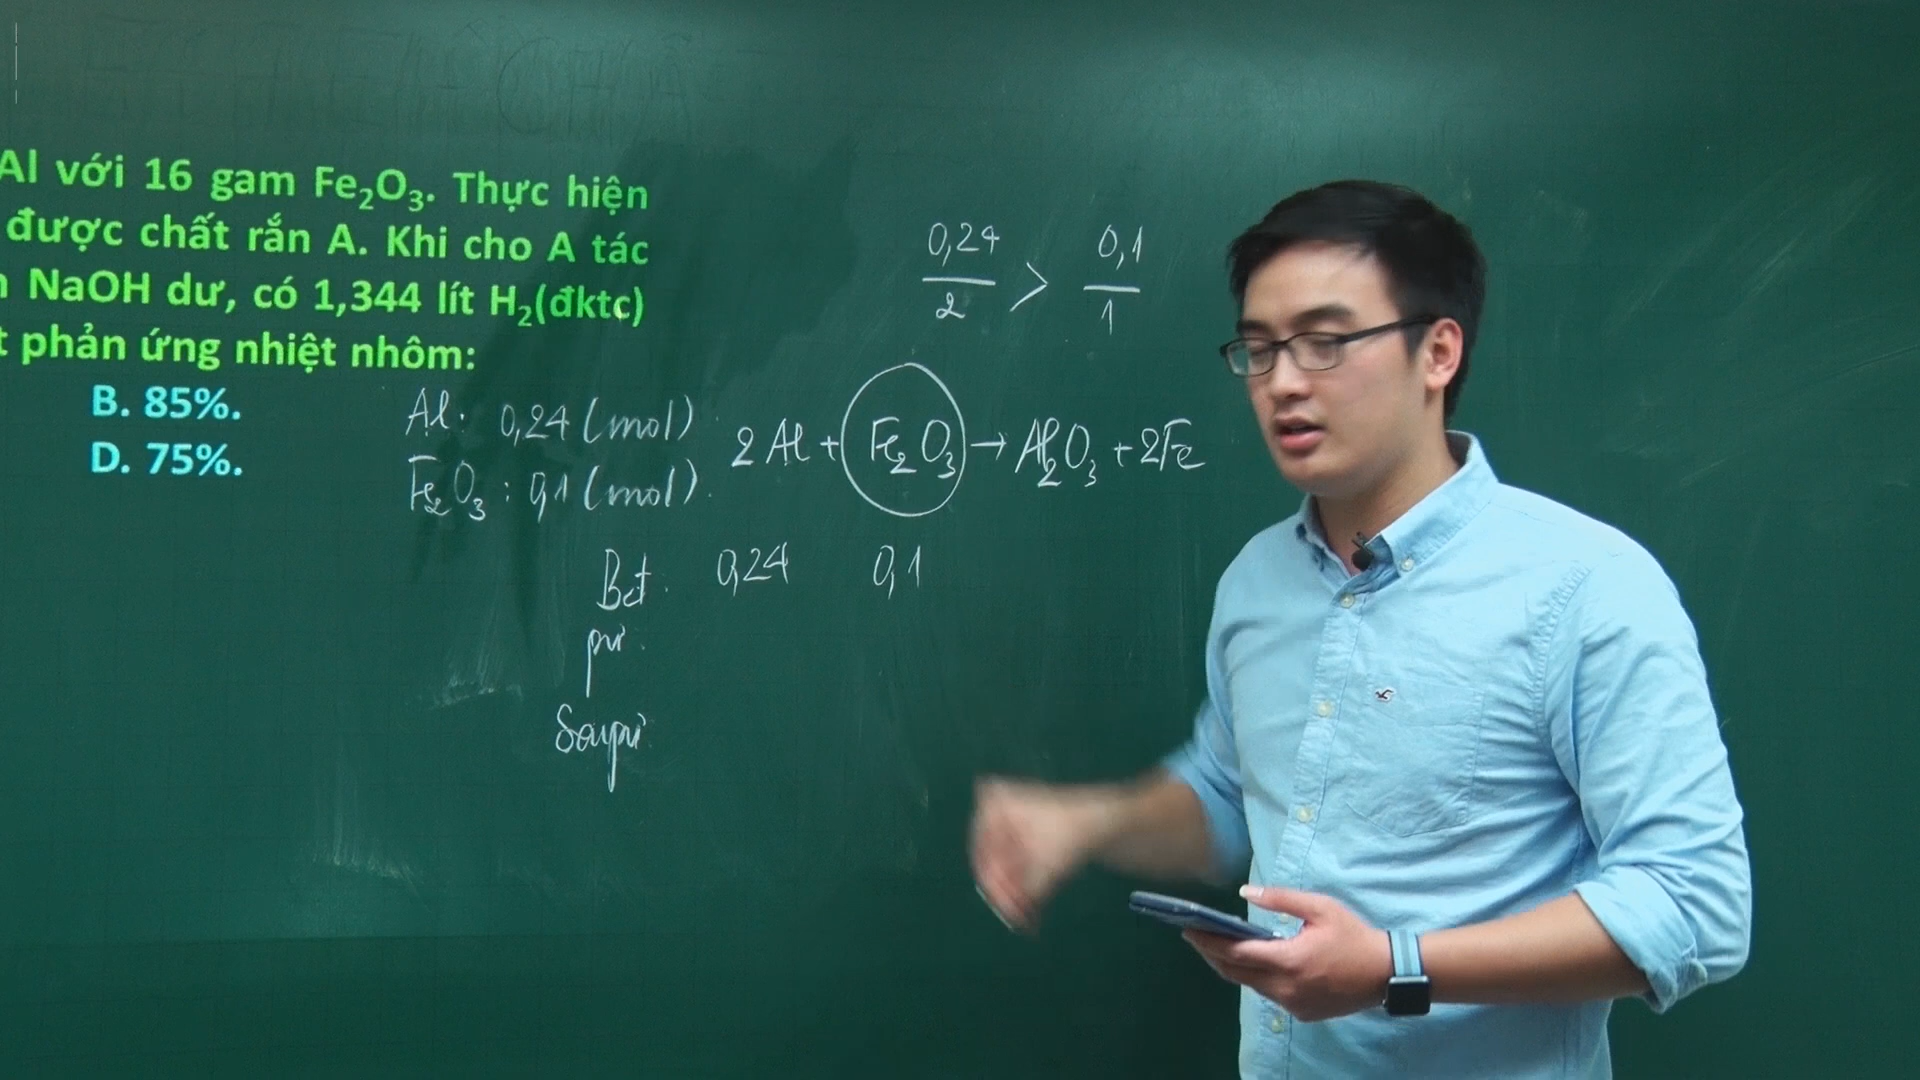 Al với 16 gam Fe₂O₃. Thực hiện
được chất rắn A. Khi cho A tác
NaOH dư, có 1,344 lít H₂(đktc)
phản ứng nhiệt nhôm:
B. 85%.
D. 75%.
0,24/2 > 0,1/1
Al: 0,24 (mol)
Fe₂O₃: 0,1 (mol).
2Al + Fe₂O₃ → Al₂O₃ + 2Fe
Bđ: 0,24 0,1
pư:
Saupư: